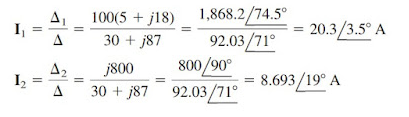 I₁ = Δ₁/Δ = 100(5 + j18)/30 + j87 = 1,868.2/74.5°/92.03/71° = 20.3/3.5° A
I₂ = Δ₂/Δ = j800/30 + j87 = 800/90°/92.03/71° = 8.693/19° A